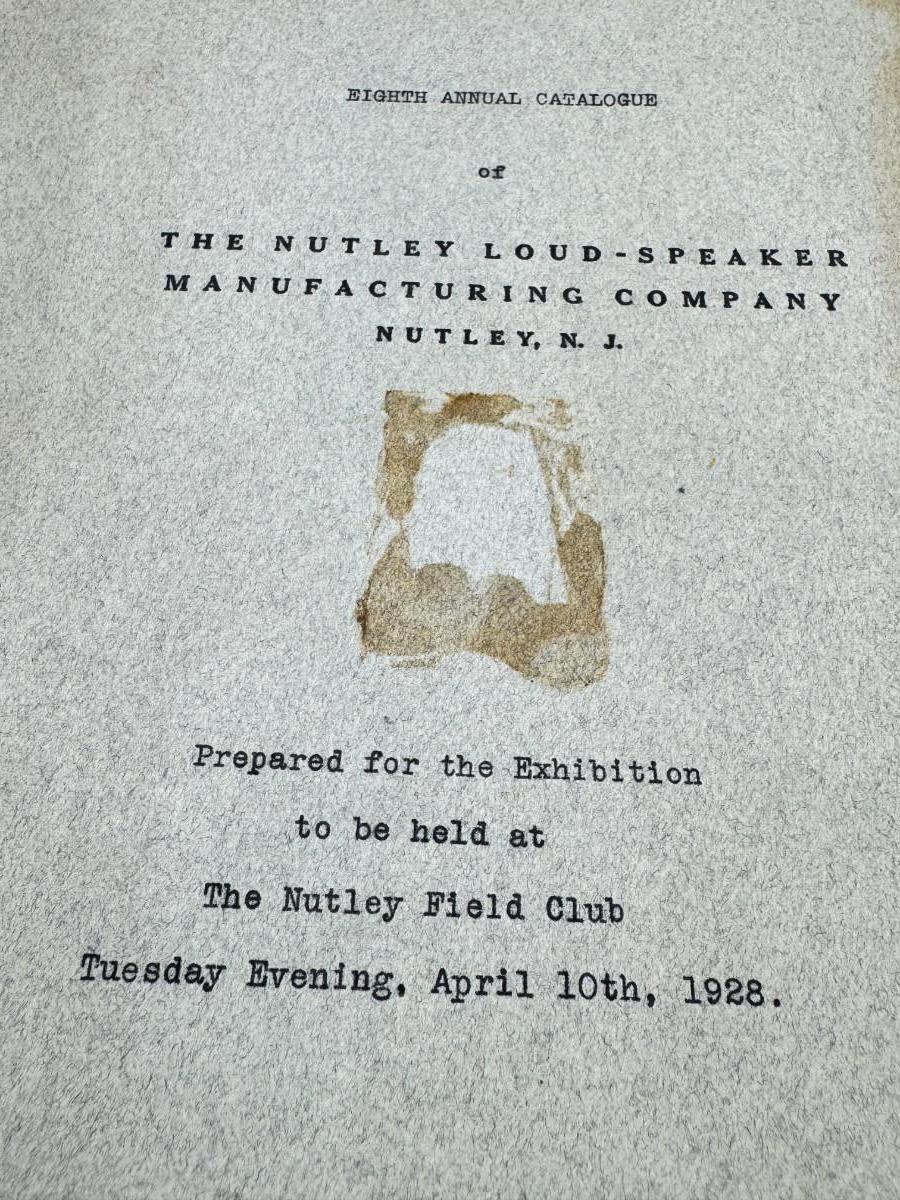 EIGHTH ANNUAL CATALOGUE
of
THE NUTLEY LOUD-SPEAKER
MANUFACTURING COMPANY
NUTLEY, N. J.
Prepared for the Exhibition
to be held at
The Nutley Field Club
Tuesday Evening, April 10th, 1928.